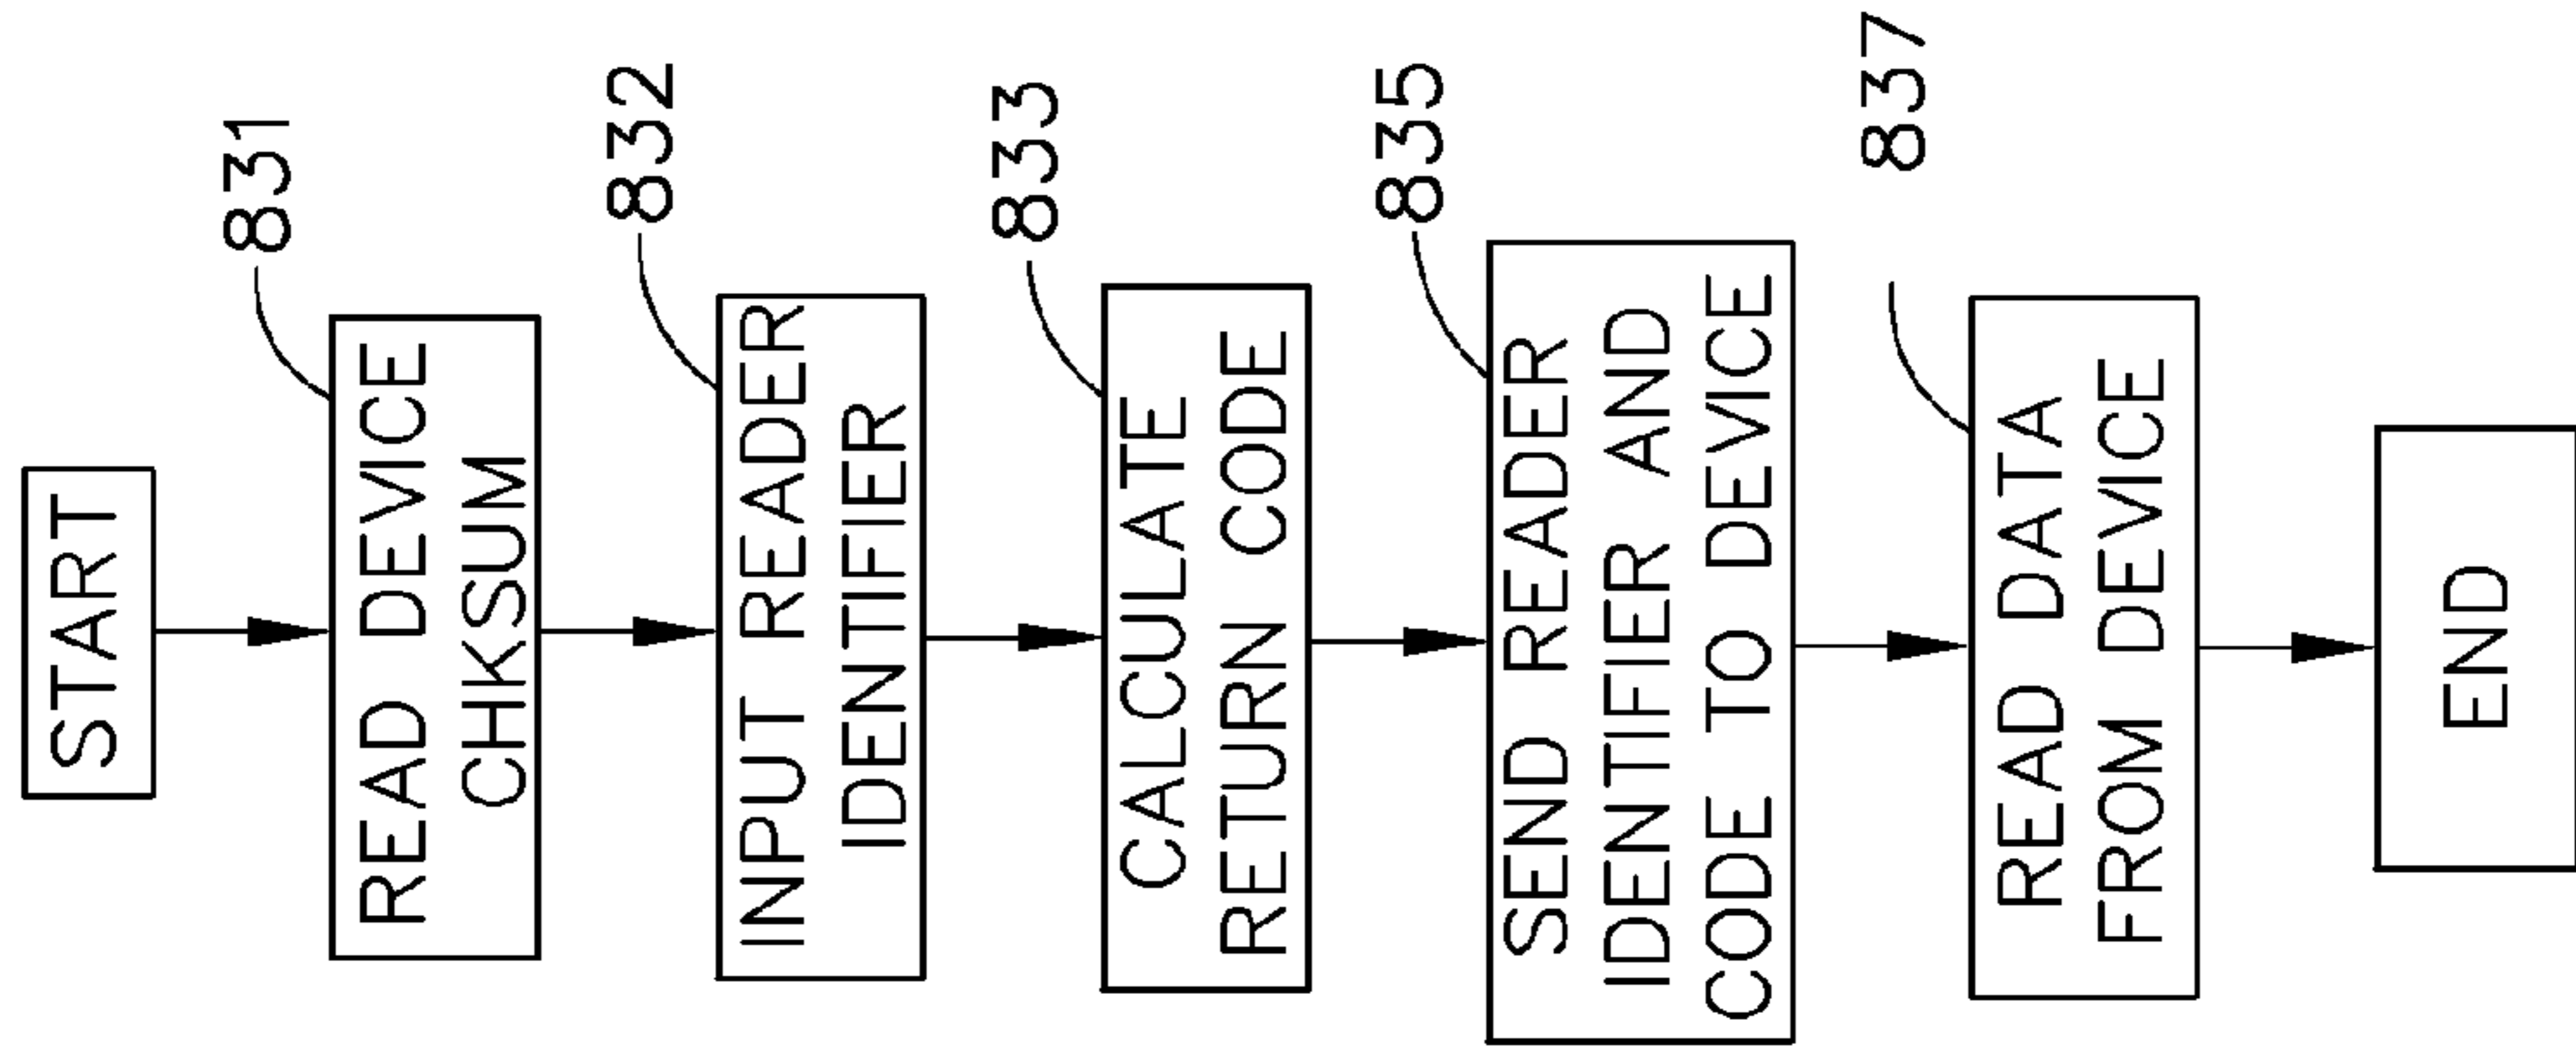 START
831
READ DEVICE
CHKSUM
832
INPUT READER
IDENTIFIER
833
CALCULATE
RETURN CODE
835
SEND READER
IDENTIFIER AND
CODE TO DEVICE
837
READ DATA
FROM DEVICE
END